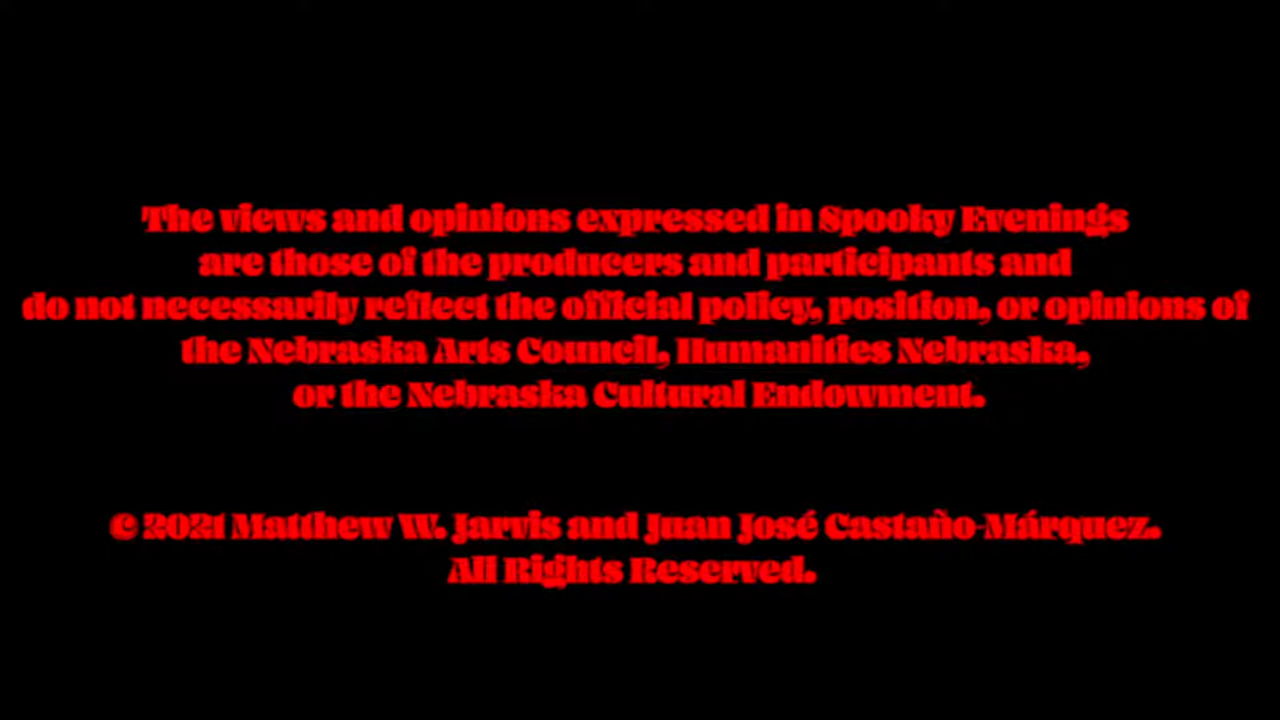 The views and opinions expressed in Spooky Evenings
are those of the producers and participants and
do not necessarily reflect the official policy, position, or opinions of
the Nebraska Arts Council, Humanities Nebraska,
or the Nebraska Cultural Endowment.
© 2021 Matthew W. Jarvis and Juan José Castaño-Márquez.
All Rights Reserved.